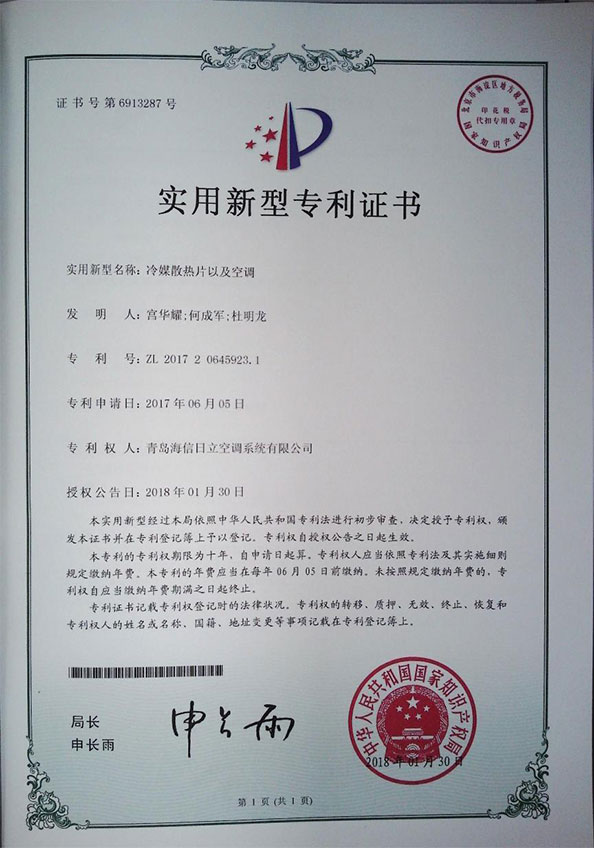 证书号第6913287号
北京市海淀区地方税务局
印花税
代扣专用章
国家知识产权局
实用新型专利证书
实用新型名称：冷媒散热片以及空调
发明人：宫华耀;何成军;杜明龙
专利号：ZL 2017 2 0645923.1
专利申请日：2017年06月05日
专利权人：青岛海信日立空调系统有限公司
授权公告日：2018年01月30日
本实用新型经过本局依照中华人民共和国专利法进行初步审查，决定授予专利权，颁
发本证书并在专利登记簿上予以登记。专利权自授权公告之日起生效。
本专利的专利权期限为十年，自申请日起算。专利权人应当依照专利法及其实施细则
规定缴纳年费。本专利的年费应当在每年06月05日前缴纳。未按照规定缴纳年费的，专
利权自应当缴纳年费期满之日起终止。
专利证书记载专利权登记时的法律状况。专利权的转移、质押、无效、终止、恢复和
专利权人的姓名或名称、国籍、地址变更等事项记载在专利登记簿上。
局长
申长雨
申长雨
中华人民共和国国家知识产权局
2018年01月30日
第1页(共1页)